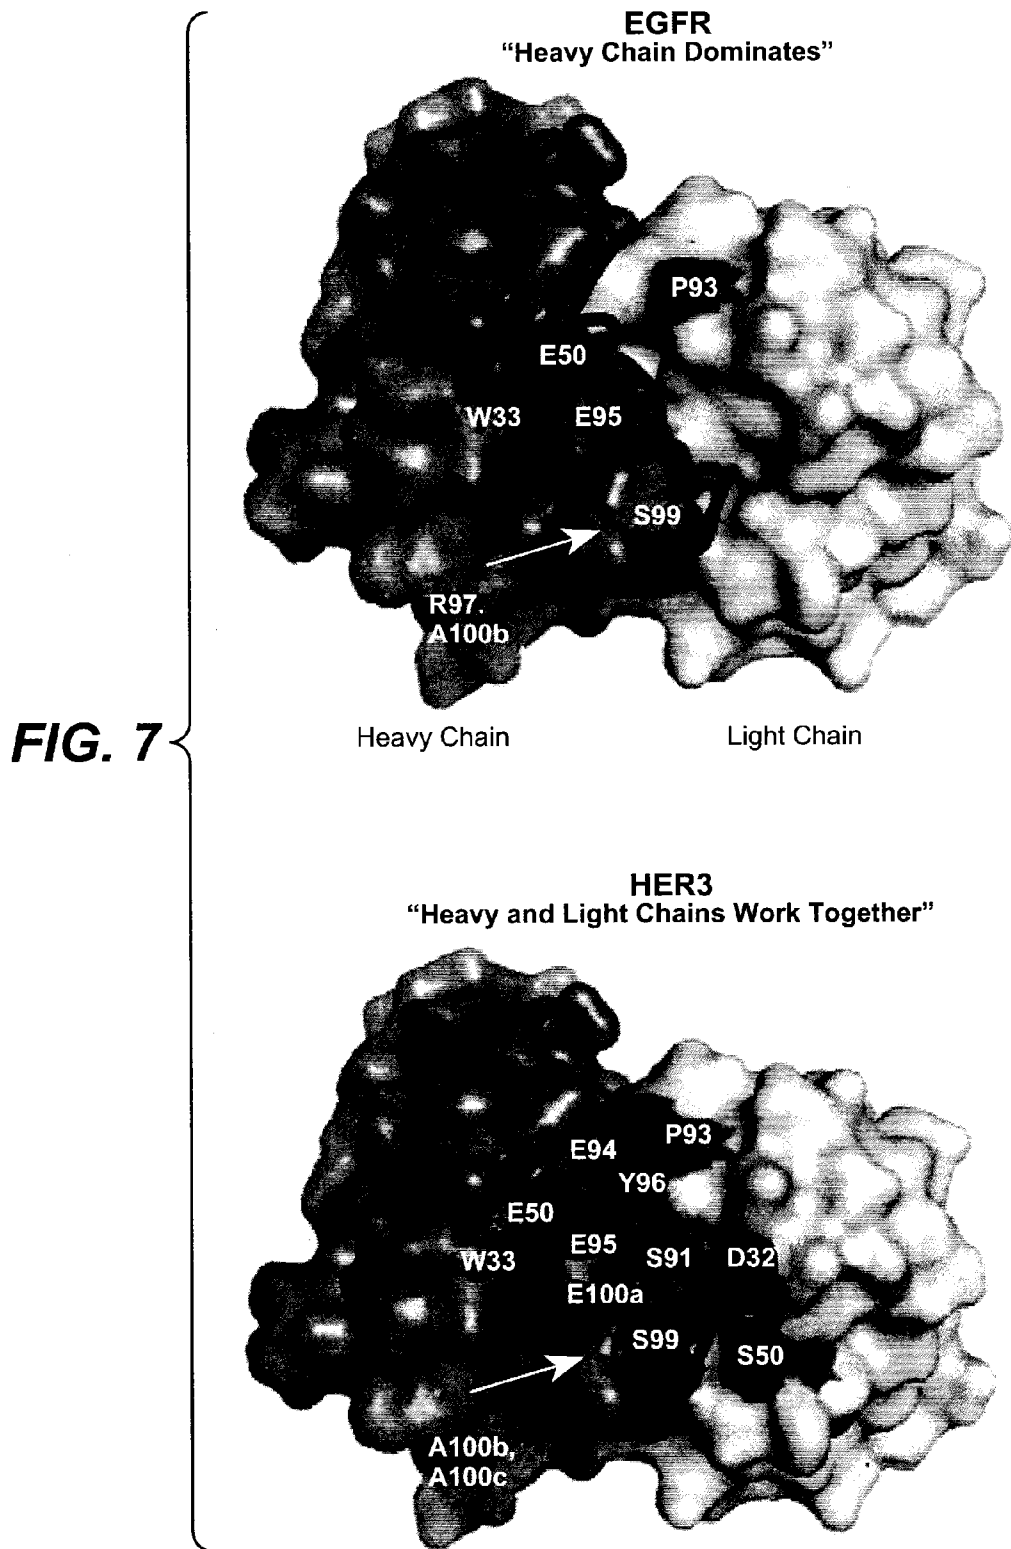 EGFR
“Heavy Chain Dominates”
P93
E50
W33
E95
S99
R97.
A100b
Heavy Chain
Light Chain
FIG. 7
HER3
“Heavy and Light Chains Work Together”
P93
E94
Y96
E50
E95
S91
D32
W33
E100a
S99
S50
A100b,
A100c